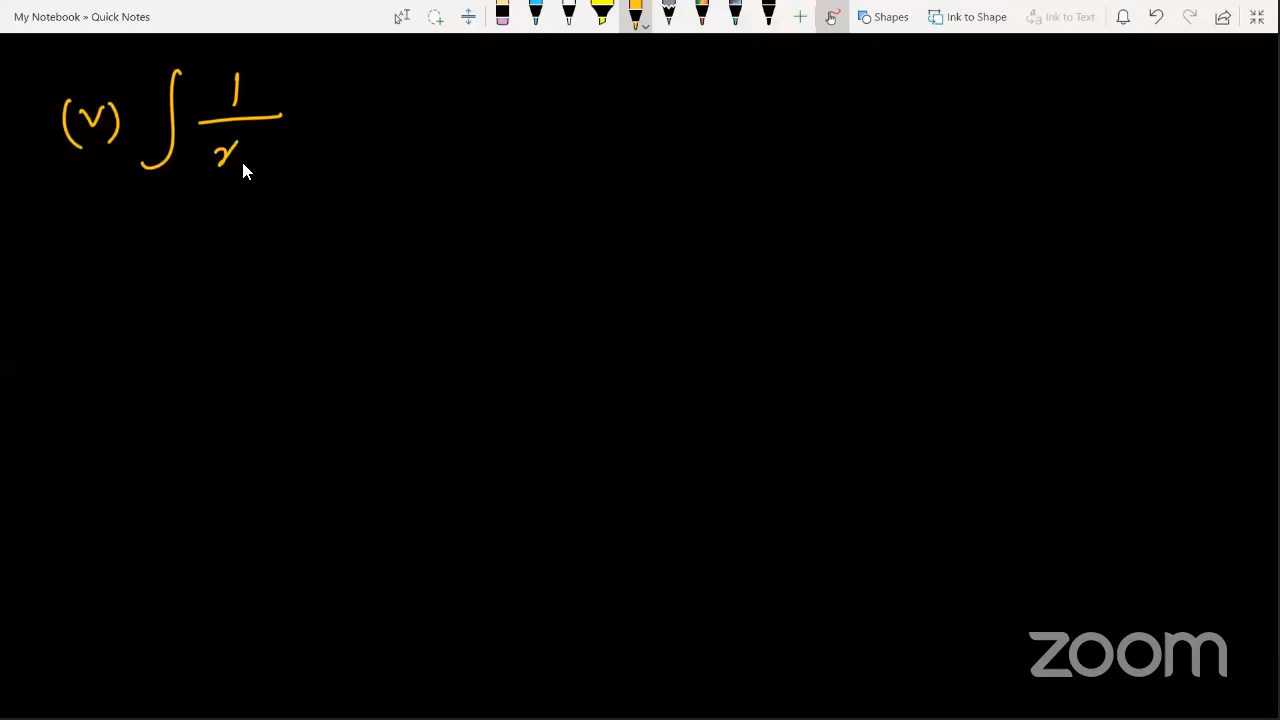 My Notebook » Quick Notes Shapes Ink to Shape Ink to Text
(v) ∫ 1/x
zoom